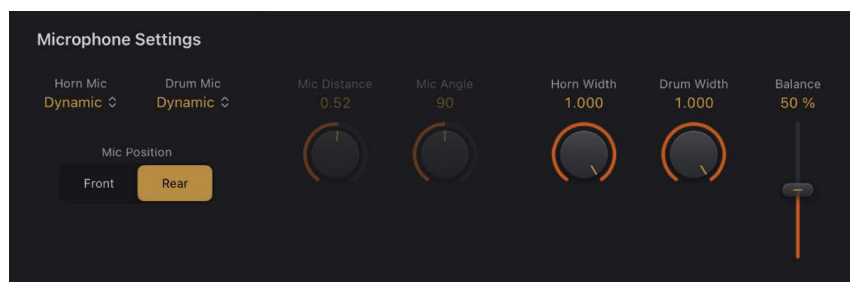 Microphone Settings
Horn Mic
Dynamic
Drum Mic
Dynamic
Mic Position
Front
Rear
Mic Distance
0.52
Mic Angle
90
Horn Width
1.000
Drum Width
1.000
Balance
50 %